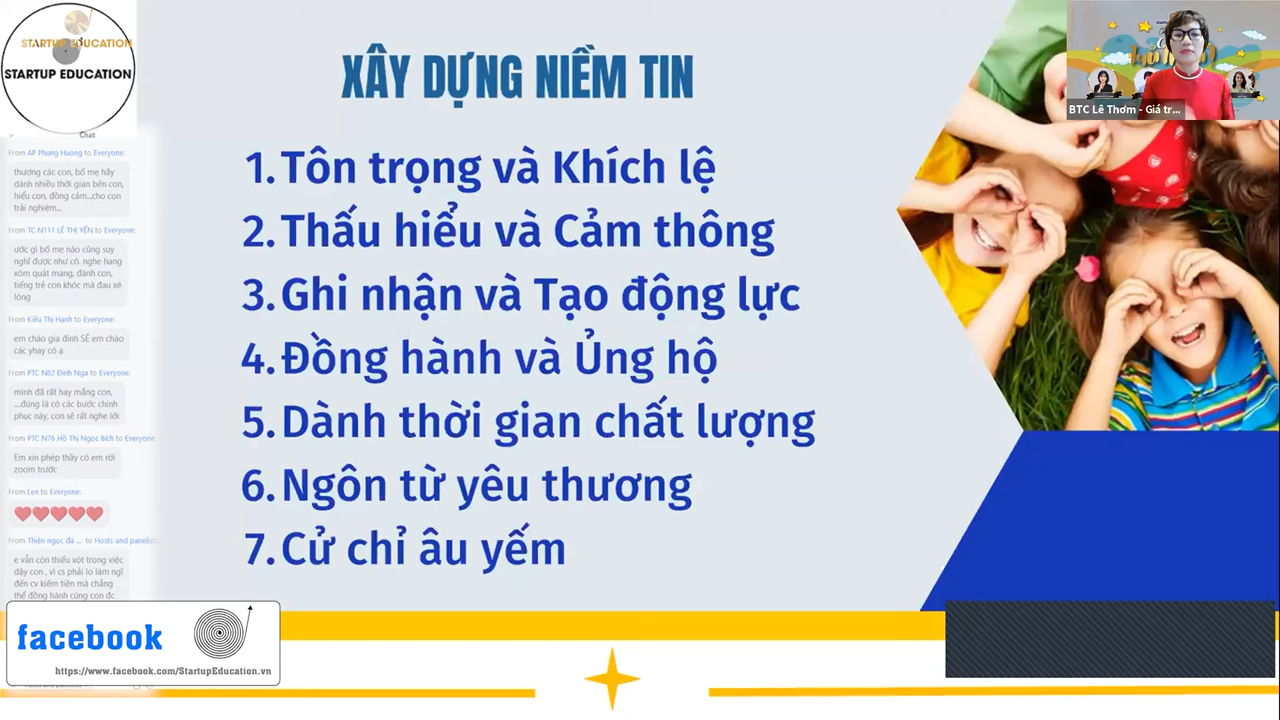 STARTUP EDUCATION
STARTUP EDUCATION
Chat
From AP Phung Huong to Everyone:
thương các con, bố mẹ hãy
dành nhiều thời gian bên con,
hiểu con, đồng cảm...cho con
trải nghiệm...
From TC N111 LÊ THỊ YẾN to Everyone:
ước gì bố mẹ nào cũng suy
nghĩ được như cô. nghe hang
xóm quát mang, đánh con,
tiếng trẻ con khóc mà đau xé
lòng
From Kiều Thị Hạnh to Everyone:
em chào gia đình SE em chào
các yhay cô ạ
From PTC N82 Đinh Nga to Everyone:
mình đã rất hay mắng con,
....đúng là có các bước chinh
phục này, con sẽ rất nghe lời
From PTC N76 Hồ Thị Ngọc Bích to Everyone
Em xin phép thầy cô em rời
zoom trước
From Len to Everyone:
From Thiện ngọc đá ... to Hosts and panelists
e vẫn còn thiếu xót trong việc
dậy con , vì cs phải lo làm ngĩ
đến cv kiếm tiền mà chẳng
thể đồng hành cùng con đc
XÂY DỰNG NIỀM TIN
1. Tôn trọng và Khích lệ
2. Thấu hiểu và Cảm thông
3. Ghi nhận và Tạo động lực
4. Đồng hành và Ủng hộ
5. Dành thời gian chất lượng
6. Ngôn từ yêu thương
7. Cử chỉ âu yếm
BTC Lê Thơm - Giá tr...
facebook
https://www.facebook.com/StartupEducation.vn